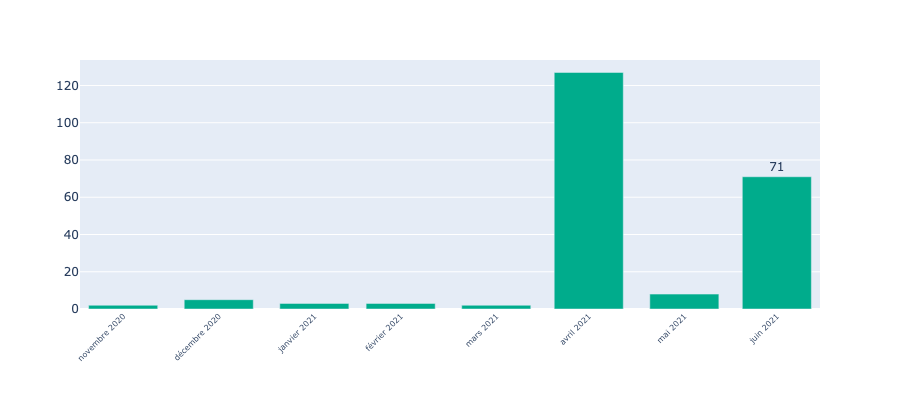 120
100
80
60
40
20
0
71
novembre 2020
décembre 2020
janvier 2021
février 2021
mars 2021
avril 2021
mai 2021
juin 2021